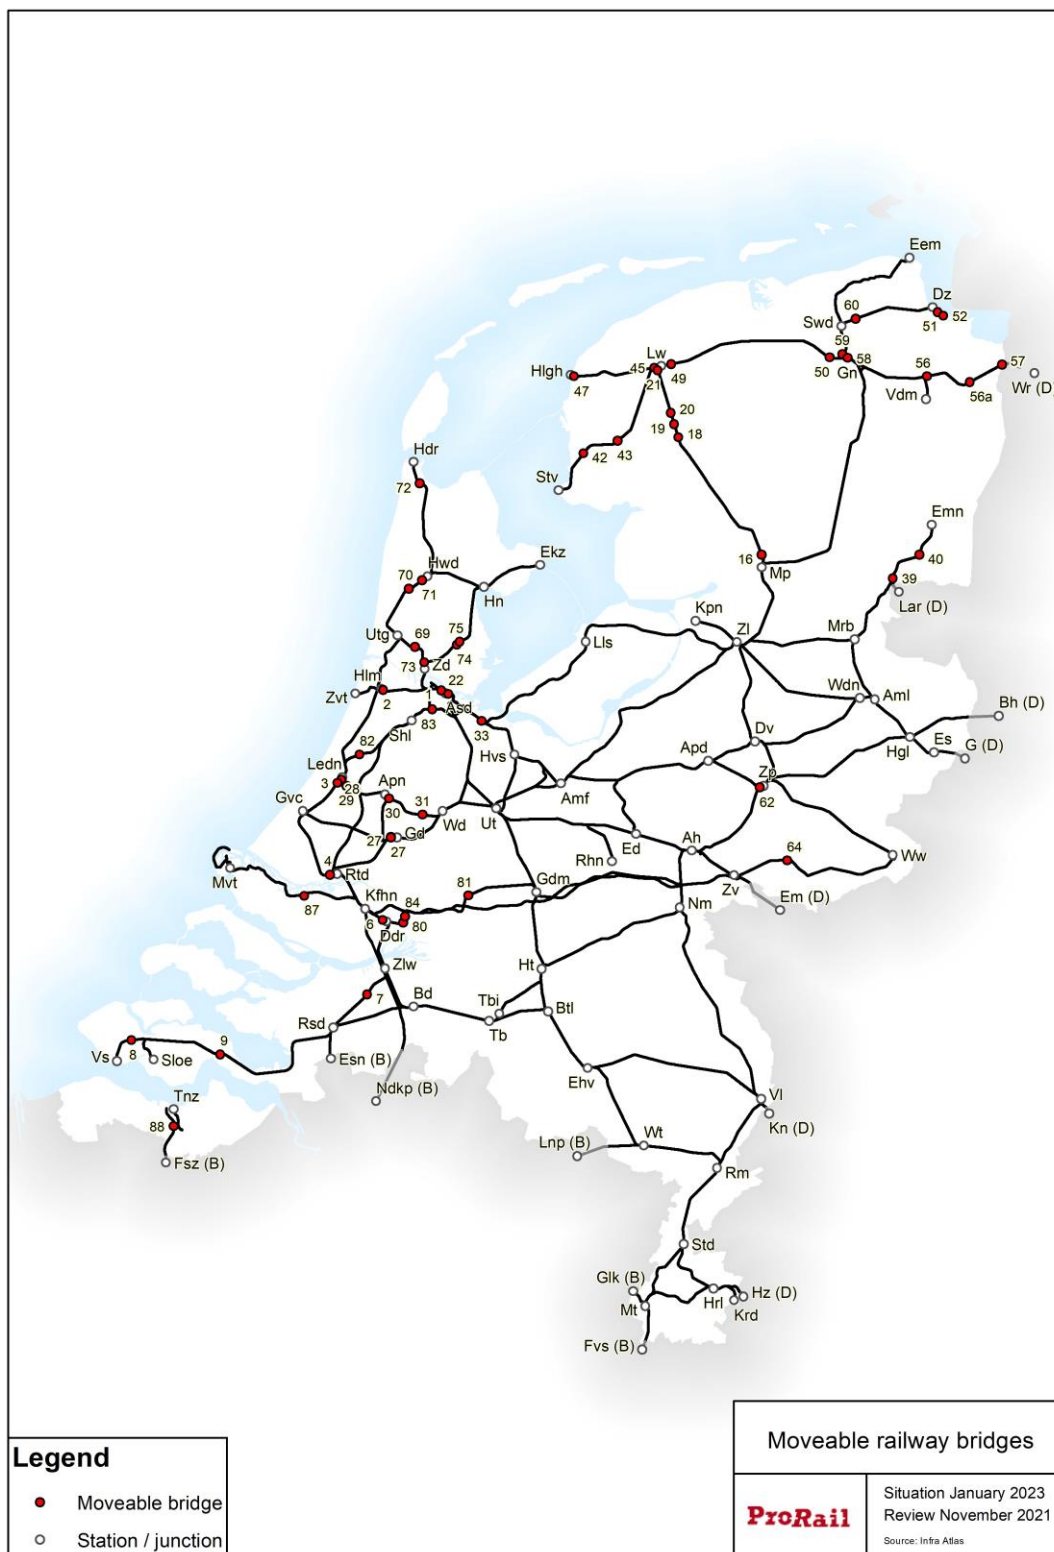 Eem
Dz
60
51
52
Swd
59
58
50
Gn
56
57
Wr (D)
Vdm
56a
Lw
45
49
21
Hlgh
47
20
19
18
42
43
Stv
Hdr
72
Emn
16
40
Mp
39
Lar (D)
Ekz
Hwd
70
71
Hn
Kpn
Utg
69
75
74
73
Zd
Lls
Zl
Mrb
Hlm
22
Zvt
2
1
Asd
Wdn
Aml
83
Shl
33
Bh (D)
82
Hvs
Dv
Hgl
Es
G (D)
Apd
Ledn
3
28
29
Apn
Zp
62
Amf
Gvc
30
31
Wd
Ut
27
Gd
27
Ed
Ah
64
Ww
Rhn
4
Rtd
Mvt
Zv
Em (D)
87
Kfhn
84
81
Gdm
Nm
6
Ddr
80
Zlw
Ht
7
Bd
Tbi
Btl
Rsd
Tb
Vs
8
Sloe
9
Esn (B)
Ndkp (B)
Ehv
Tnz
88
Vl
Kn (D)
Fsz (B)
Lnp (B)
Wt
Rm
Std
Glk (B)
Mt
Hrl
Hz (D)
Krd
Fvs (B)
Legend
Moveable bridge
Station / junction
Moveable railway bridges
ProRail
Situation January 2023
Review November 2021
Source: Infra Atlas